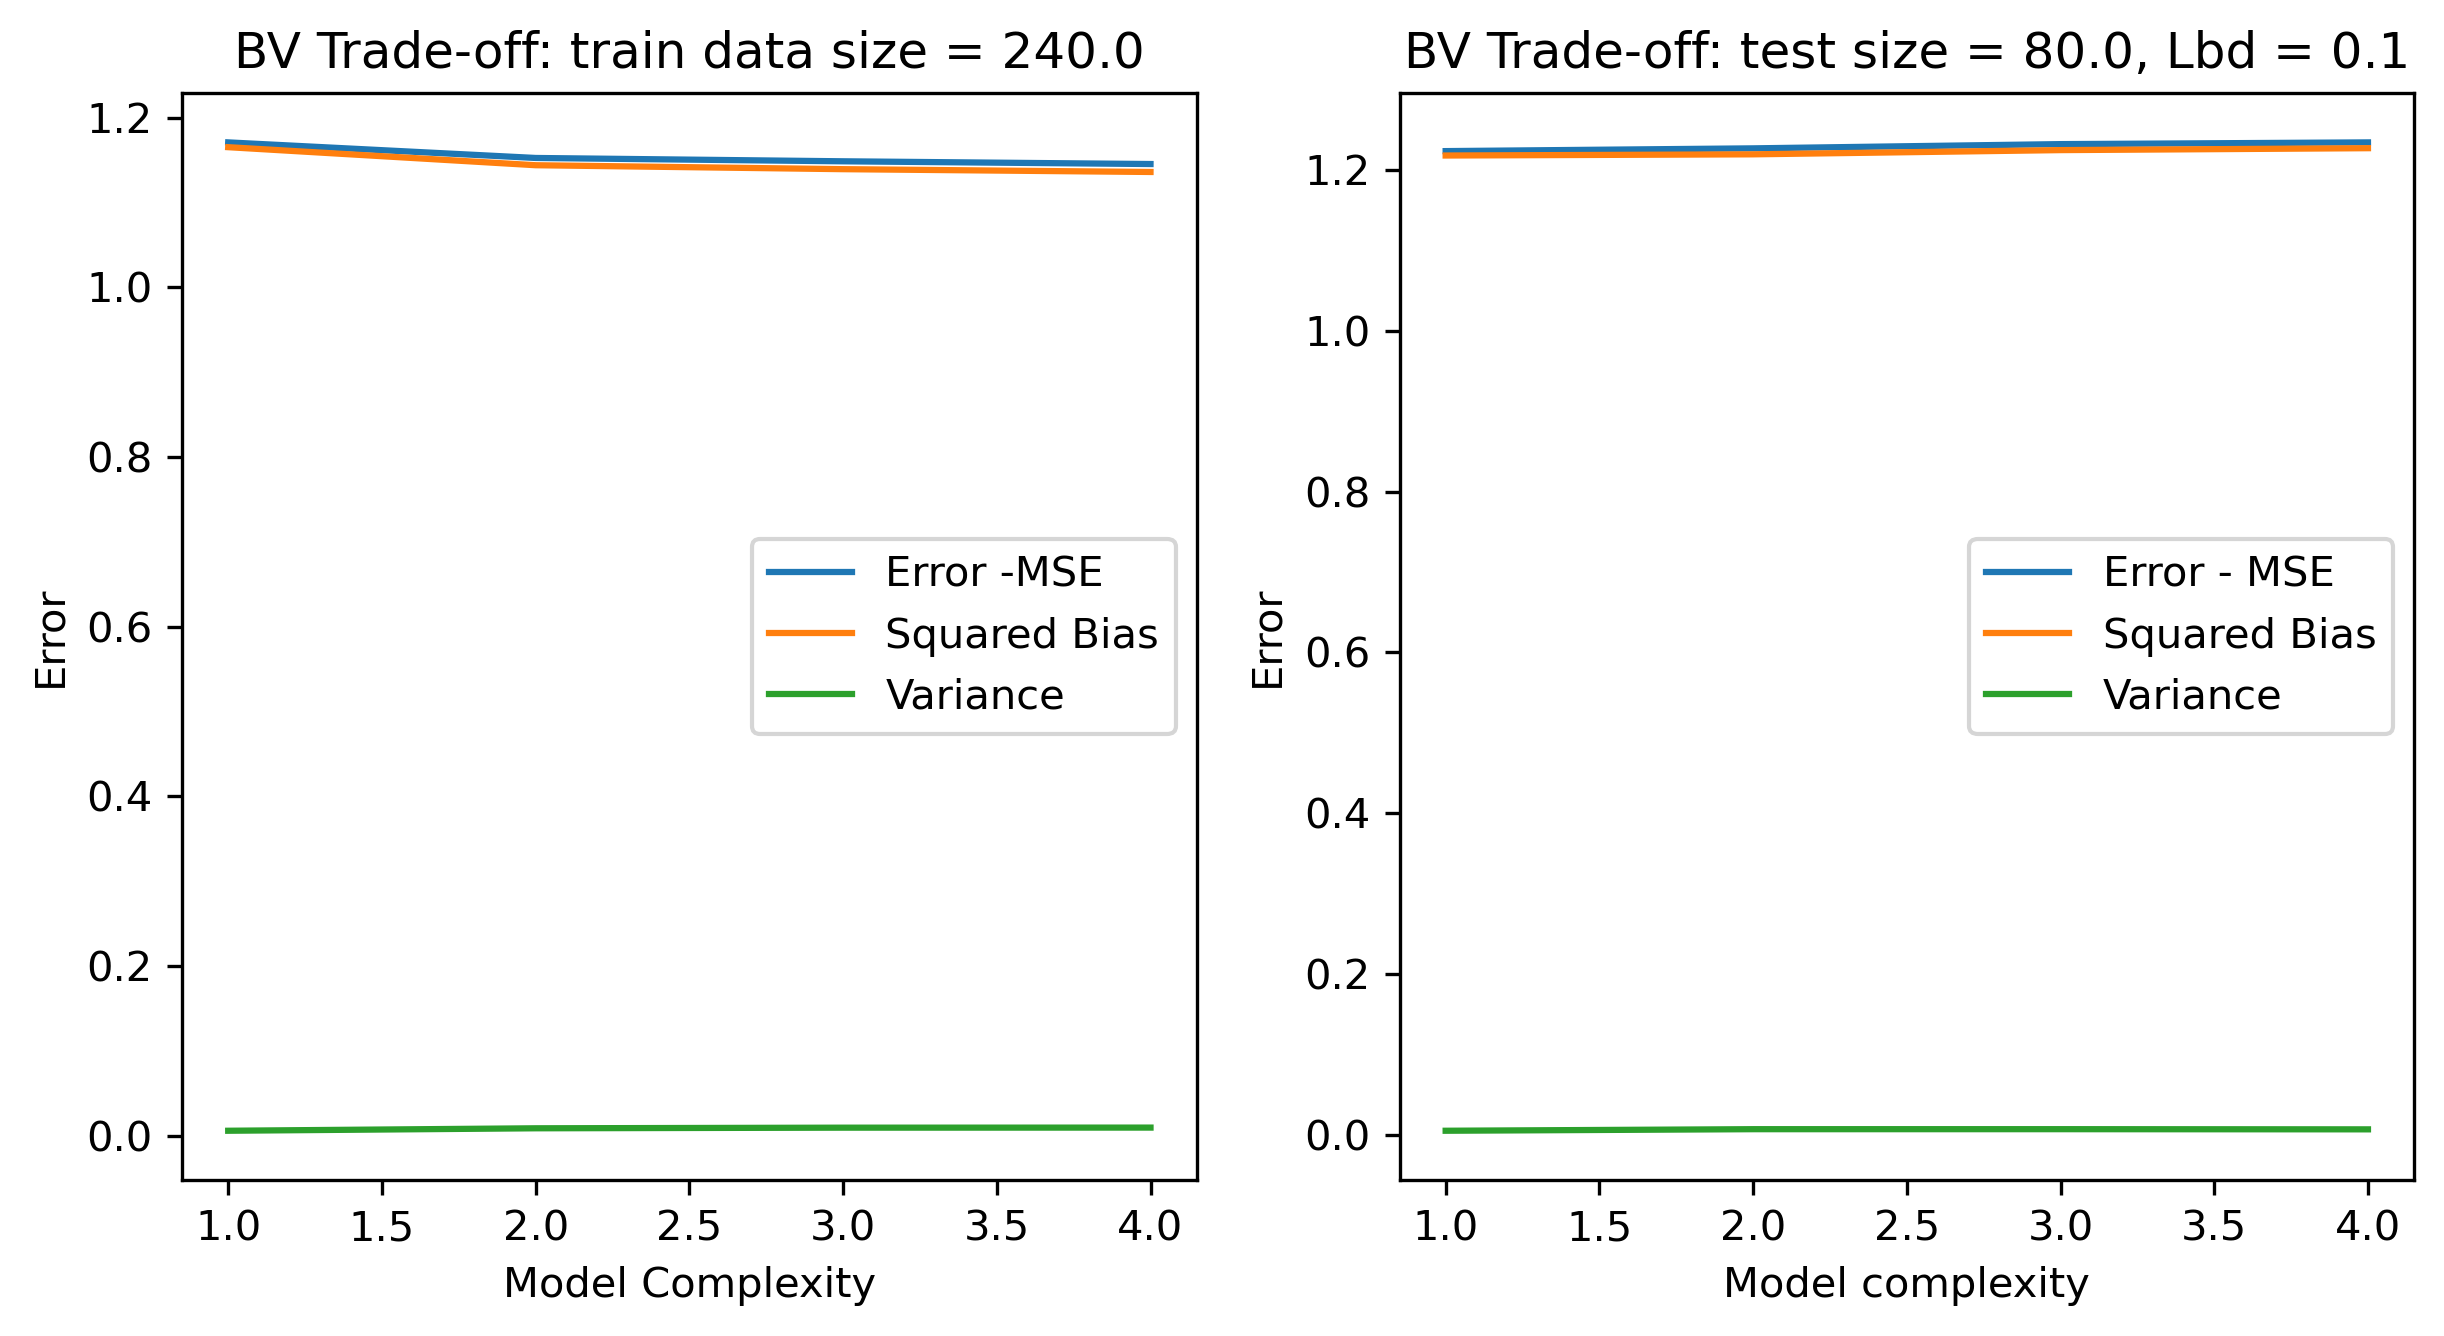 BV Trade-off: train data size = 240.0
1.2
1.0
0.8
0.6
0.4
0.2
0.0
Error
Error -MSE
Squared Bias
Variance
1.0 1.5 2.0 2.5 3.0 3.5 4.0
Model Complexity
BV Trade-off: test size = 80.0, Lbd = 0.1
1.2
1.0
0.8
0.6
0.4
0.2
0.0
Error
Error - MSE
Squared Bias
Variance
1.0 1.5 2.0 2.5 3.0 3.5 4.0
Model complexity